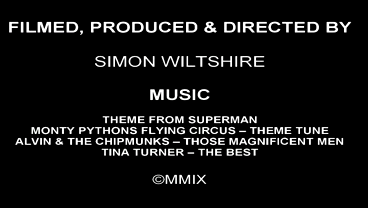 FILMED, PRODUCED & DIRECTED BY
SIMON WILTSHIRE
MUSIC
THEME FROM SUPERMAN
MONTY PYTHONS FLYING CIRCUS – THEME TUNE
ALVIN & THE CHIPMUNKS – THOSE MAGNIFICENT MEN
TINA TURNER – THE BEST
©MMIX